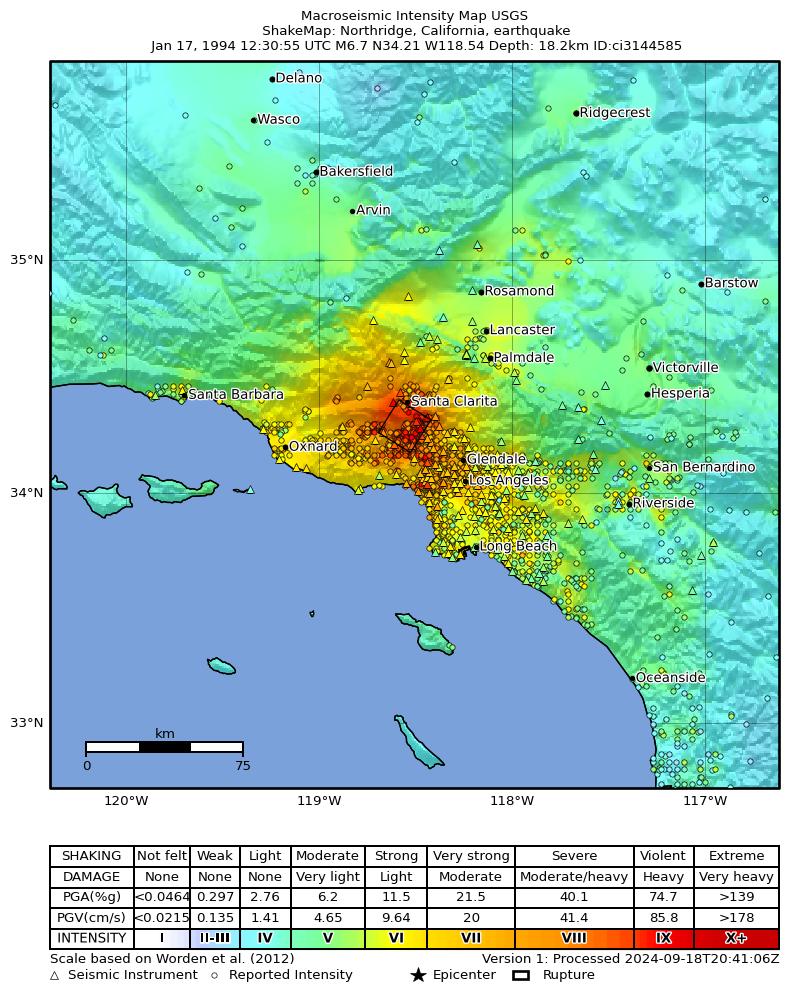 Macroseismic Intensity Map USGS
ShakeMap: Northridge, California, earthquake
Jan 17, 1994 12:30:55 UTC M6.7 N34.21 W118.54 Depth: 18.2km ID:ci3144585
Delano
Ridgecrest
Wasco
Bakersfield
Arvin
35°N
Barstow
Rosamond
Lancaster
Palmdale
Victorville
Hesperia
Santa Barbara
Santa Clarita
Oxnard
Glendale
San Bernardino
Los Angeles
34°N
Riverside
Long Beach
Oceanside
33°N
km
0 75
120°W 119°W 118°W 117°W
SHAKING Not felt Weak Light Moderate Strong Very strong Severe Violent Extreme
DAMAGE None None None Very light Light Moderate Moderate/heavy Heavy Very heavy
PGA(%g) <0.0464 0.297 2.76 6.2 11.5 21.5 40.1 74.7 >139
PGV(cm/s) <0.0215 0.135 1.41 4.65 9.64 20 41.4 85.8 >178
INTENSITY I II-III IV V VI VII VIII IX X+
Scale based on Worden et al. (2012) Version 1: Processed 2024-09-18T20:41:06Z
△ Seismic Instrument ○ Reported Intensity ★ Epicenter Rupture